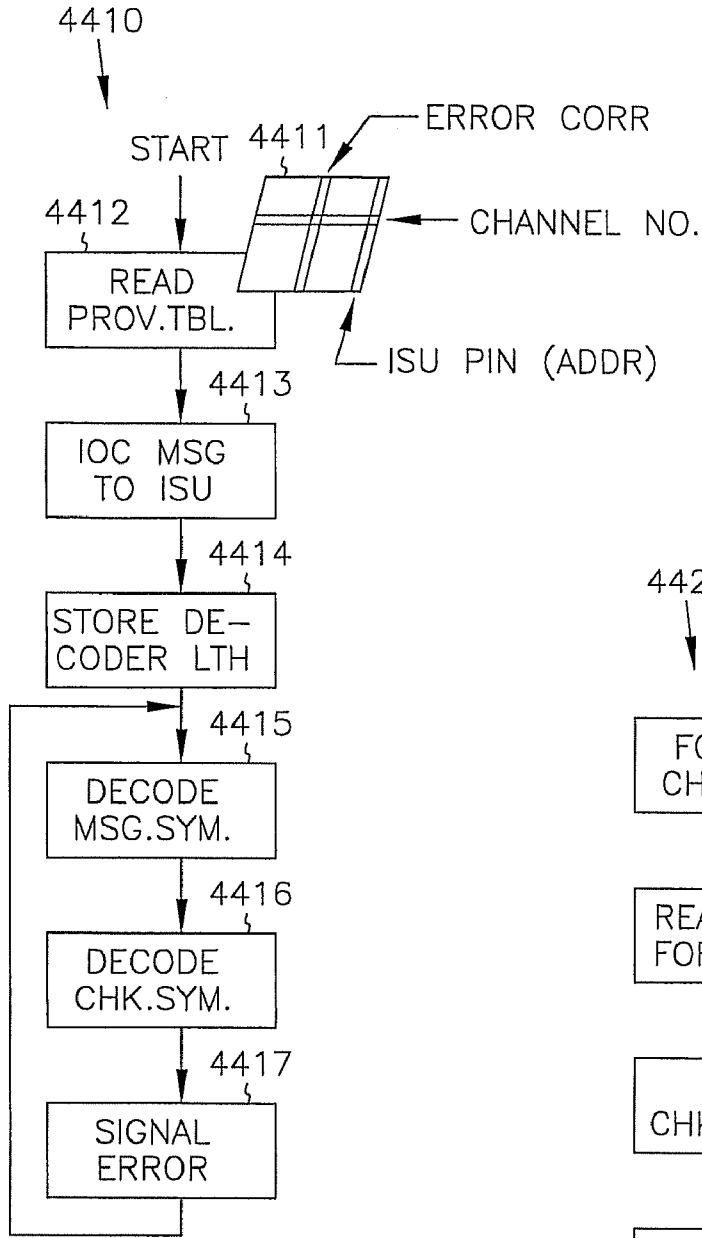 4410
START
4411
ERROR CORR
CHANNEL NO.
ISU PIN (ADDR)
4412
READ
PROV.TBL.
4413
IOC MSG
TO ISU
4414
STORE DE-
CODER LTH
4415
DECODE
MSG.SYM.
4416
DECODE
CHK.SYM.
4417
SIGNAL
ERROR
442